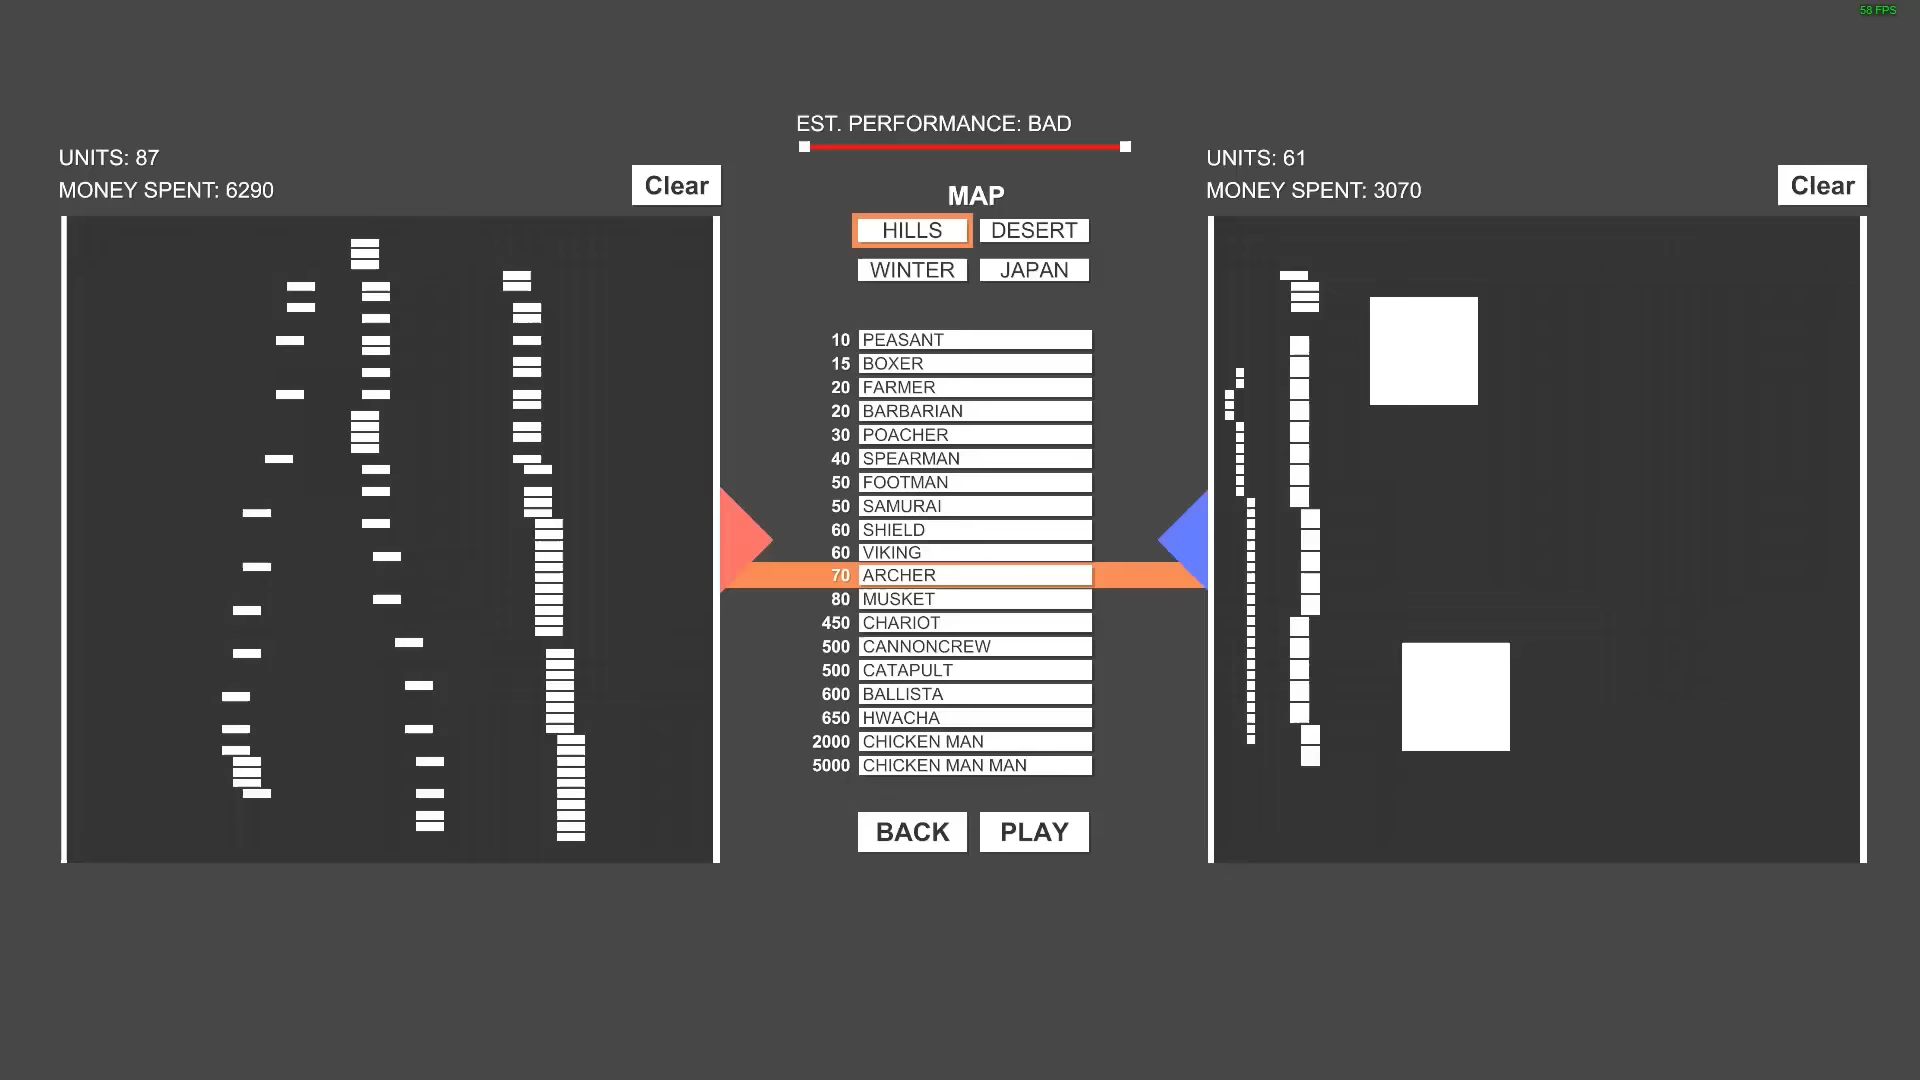 58 FPS
EST. PERFORMANCE: BAD
UNITS: 87
MONEY SPENT: 6290
Clear
UNITS: 61
MONEY SPENT: 3070
Clear
MAP
HILLS DESERT
WINTER JAPAN
10 PEASANT
15 BOXER
20 FARMER
20 BARBARIAN
30 POACHER
40 SPEARMAN
50 FOOTMAN
50 SAMURAI
60 SHIELD
60 VIKING
70 ARCHER
80 MUSKET
450 CHARIOT
500 CANNONCREW
500 CATAPULT
600 BALLISTA
650 HWACHA
2000 CHICKEN MAN
5000 CHICKEN MAN MAN
BACK PLAY